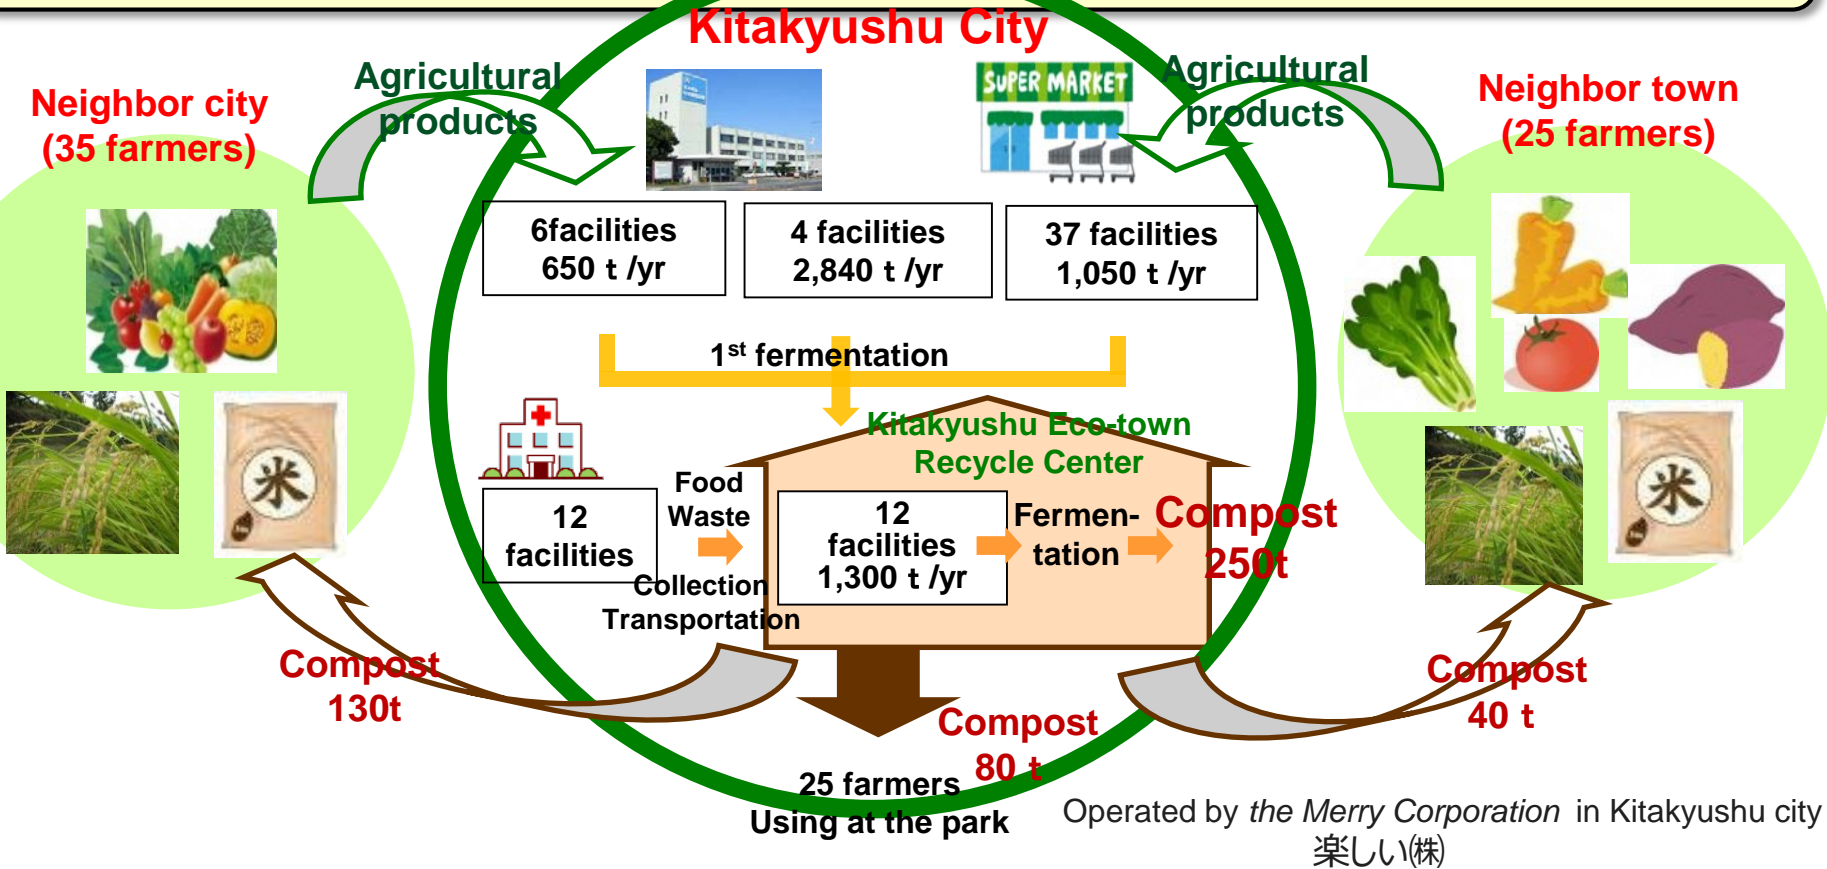 Kitakyushu City
Agricultural
products
SUPER MARKET
Agricultural
products
Neighbor city
(35 farmers)
Neighbor town
(25 farmers)
6facilities
650 t /yr
4 facilities
2,840 t /yr
37 facilities
1,050 t /yr
1st fermentation
Kitakyushu Eco-town
Recycle Center
12
facilities
Food
Waste
Collection
Transportation
12
facilities
1,300 t /yr
Fermen-
tation
Compost
250t
米
米
Compost
130t
Compost
80 t
Compost
40 t
25 farmers
Using at the park
Operated by the Merry Corporation in Kitakyushu city
楽しい㈱